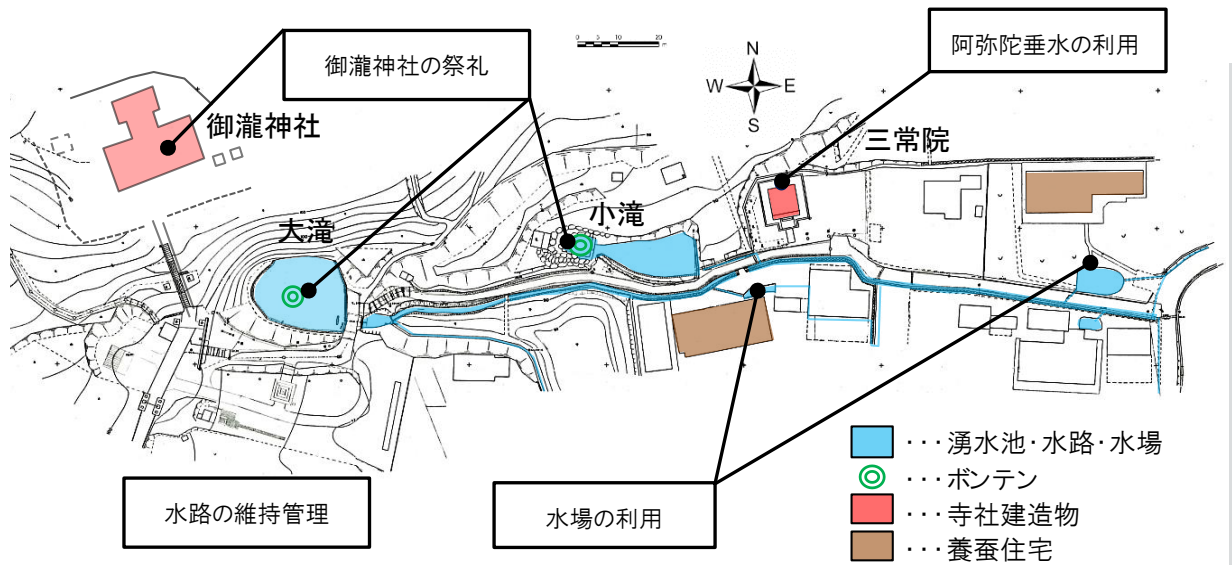 御瀧神社の祭礼
阿弥陀垂水の利用
0
10
20 m
N
W
E
S
御瀧神社
三常院
大滝
小滝
水路の維持管理
水場の利用
・・・湧水池・水路・水場
・・・ボンテン
・・・寺社建造物
・・・養蚕住宅